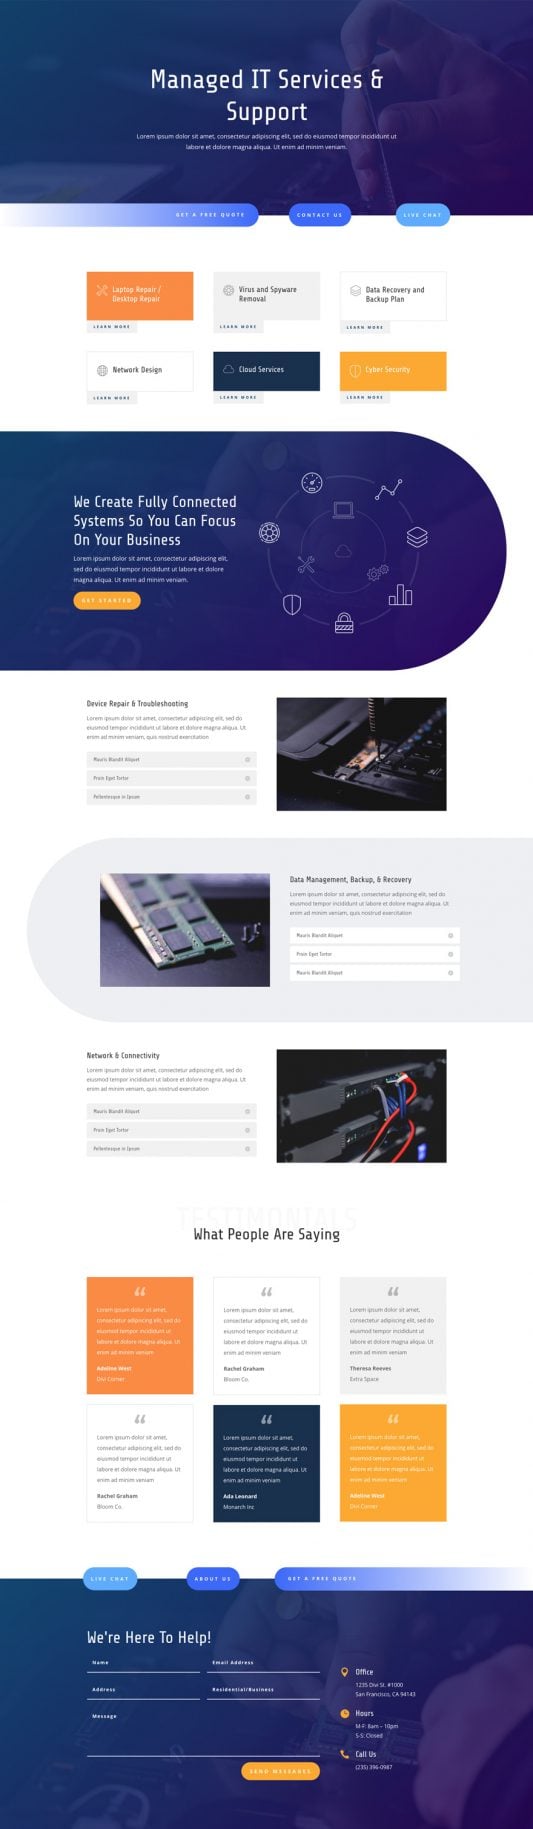 Managed IT Services &
Support
Lorem ipsum dolor sit amet, consectetur adipiscing elit, sed do eiusmod tempor incididunt ut
labore et dolore magna aliqua. Ut enim ad minim veniam.
GET A FREE QUOTE
CONTACT US
LIVE CHAT
Laptop Repair /
Desktop Repair
LEARN MORE
Virus and Spyware
Removal
LEARN MORE
Data Recovery and
Backup Plan
LEARN MORE
Network Design
LEARN MORE
Cloud Services
LEARN MORE
Cyber Security
LEARN MORE
We Create Fully Connected
Systems So You Can Focus
On Your Business
Lorem ipsum dolor sit amet, consectetur adipiscing elit,
sed do eiusmod tempor incididunt ut labore et dolore
magna aliqua. Ut enim ad minim veniam.
GET STARTED
Device Repair & Troubleshooting
Lorem ipsum dolor sit amet, consectetur adipiscing elit, sed do
eiusmod tempor incididunt ut labore et dolore magna aliqua. Ut
enim ad minim veniam, quis nostrud exercitation
Mauris Blandit Aliquet
Proin Eget Tortor
Pellentesque in Ipsum
Data Management, Backup, & Recovery
Lorem ipsum dolor sit amet, consectetur adipiscing elit, sed do
eiusmod tempor incididunt ut labore et dolore magna aliqua. Ut
enim ad minim veniam, quis nostrud exercitation
Mauris Blandit Aliquet
Proin Eget Tortor
Mauris Blandit Aliquet
Network & Connectivity
Lorem ipsum dolor sit amet, consectetur adipiscing elit, sed do
eiusmod tempor incididunt ut labore et dolore magna aliqua. Ut
enim ad minim veniam, quis nostrud exercitation
Mauris Blandit Aliquet
Proin Eget Tortor
Pellentesque in Ipsum
TESTIMONIALS
What People Are Saying
“
Lorem ipsum dolor sit amet,
consectetur adipiscing elit, sed do
eiusmod tempor incididunt ut
labore et dolore magna aliqua. Ut
enim ad minim veniam
Adeline West
Divi Corner
“
Lorem ipsum dolor sit amet,
consectetur adipiscing elit, sed do
eiusmod tempor incididunt ut
labore et dolore magna aliqua. Ut
enim ad minim veniam
Rachel Graham
Bloom Co.
“
Lorem ipsum dolor sit amet,
consectetur adipiscing elit, sed do
eiusmod tempor incididunt ut
labore et dolore magna aliqua. Ut
enim ad minim veniam
Theresa Reeves
Extra Space
“
Lorem ipsum dolor sit amet,
consectetur adipiscing elit, sed do
eiusmod tempor incididunt ut
labore et dolore magna aliqua. Ut
enim ad minim veniam
Rachel Graham
Bloom Co.
“
Lorem ipsum dolor sit amet,
consectetur adipiscing elit, sed do
eiusmod tempor incididunt ut
labore et dolore magna aliqua. Ut
enim ad minim veniam
Ada Leonard
Monarch Inc
“
Lorem ipsum dolor sit amet,
consectetur adipiscing elit, sed do
eiusmod tempor incididunt ut
labore et dolore magna aliqua. Ut
enim ad minim veniam
Adeline West
Divi Corner
LIVE CHAT
ABOUT US
GET A FREE QUOTE
We're Here To Help!
Name
Email Address
Address
Residential/Business
Message
SEND MESSAGES
Office
1235 Divi St. #1000
San Francisco, CA 94143
Hours
M-F: 8am – 10pm
S-S: Closed
Call Us
(235) 396-0987